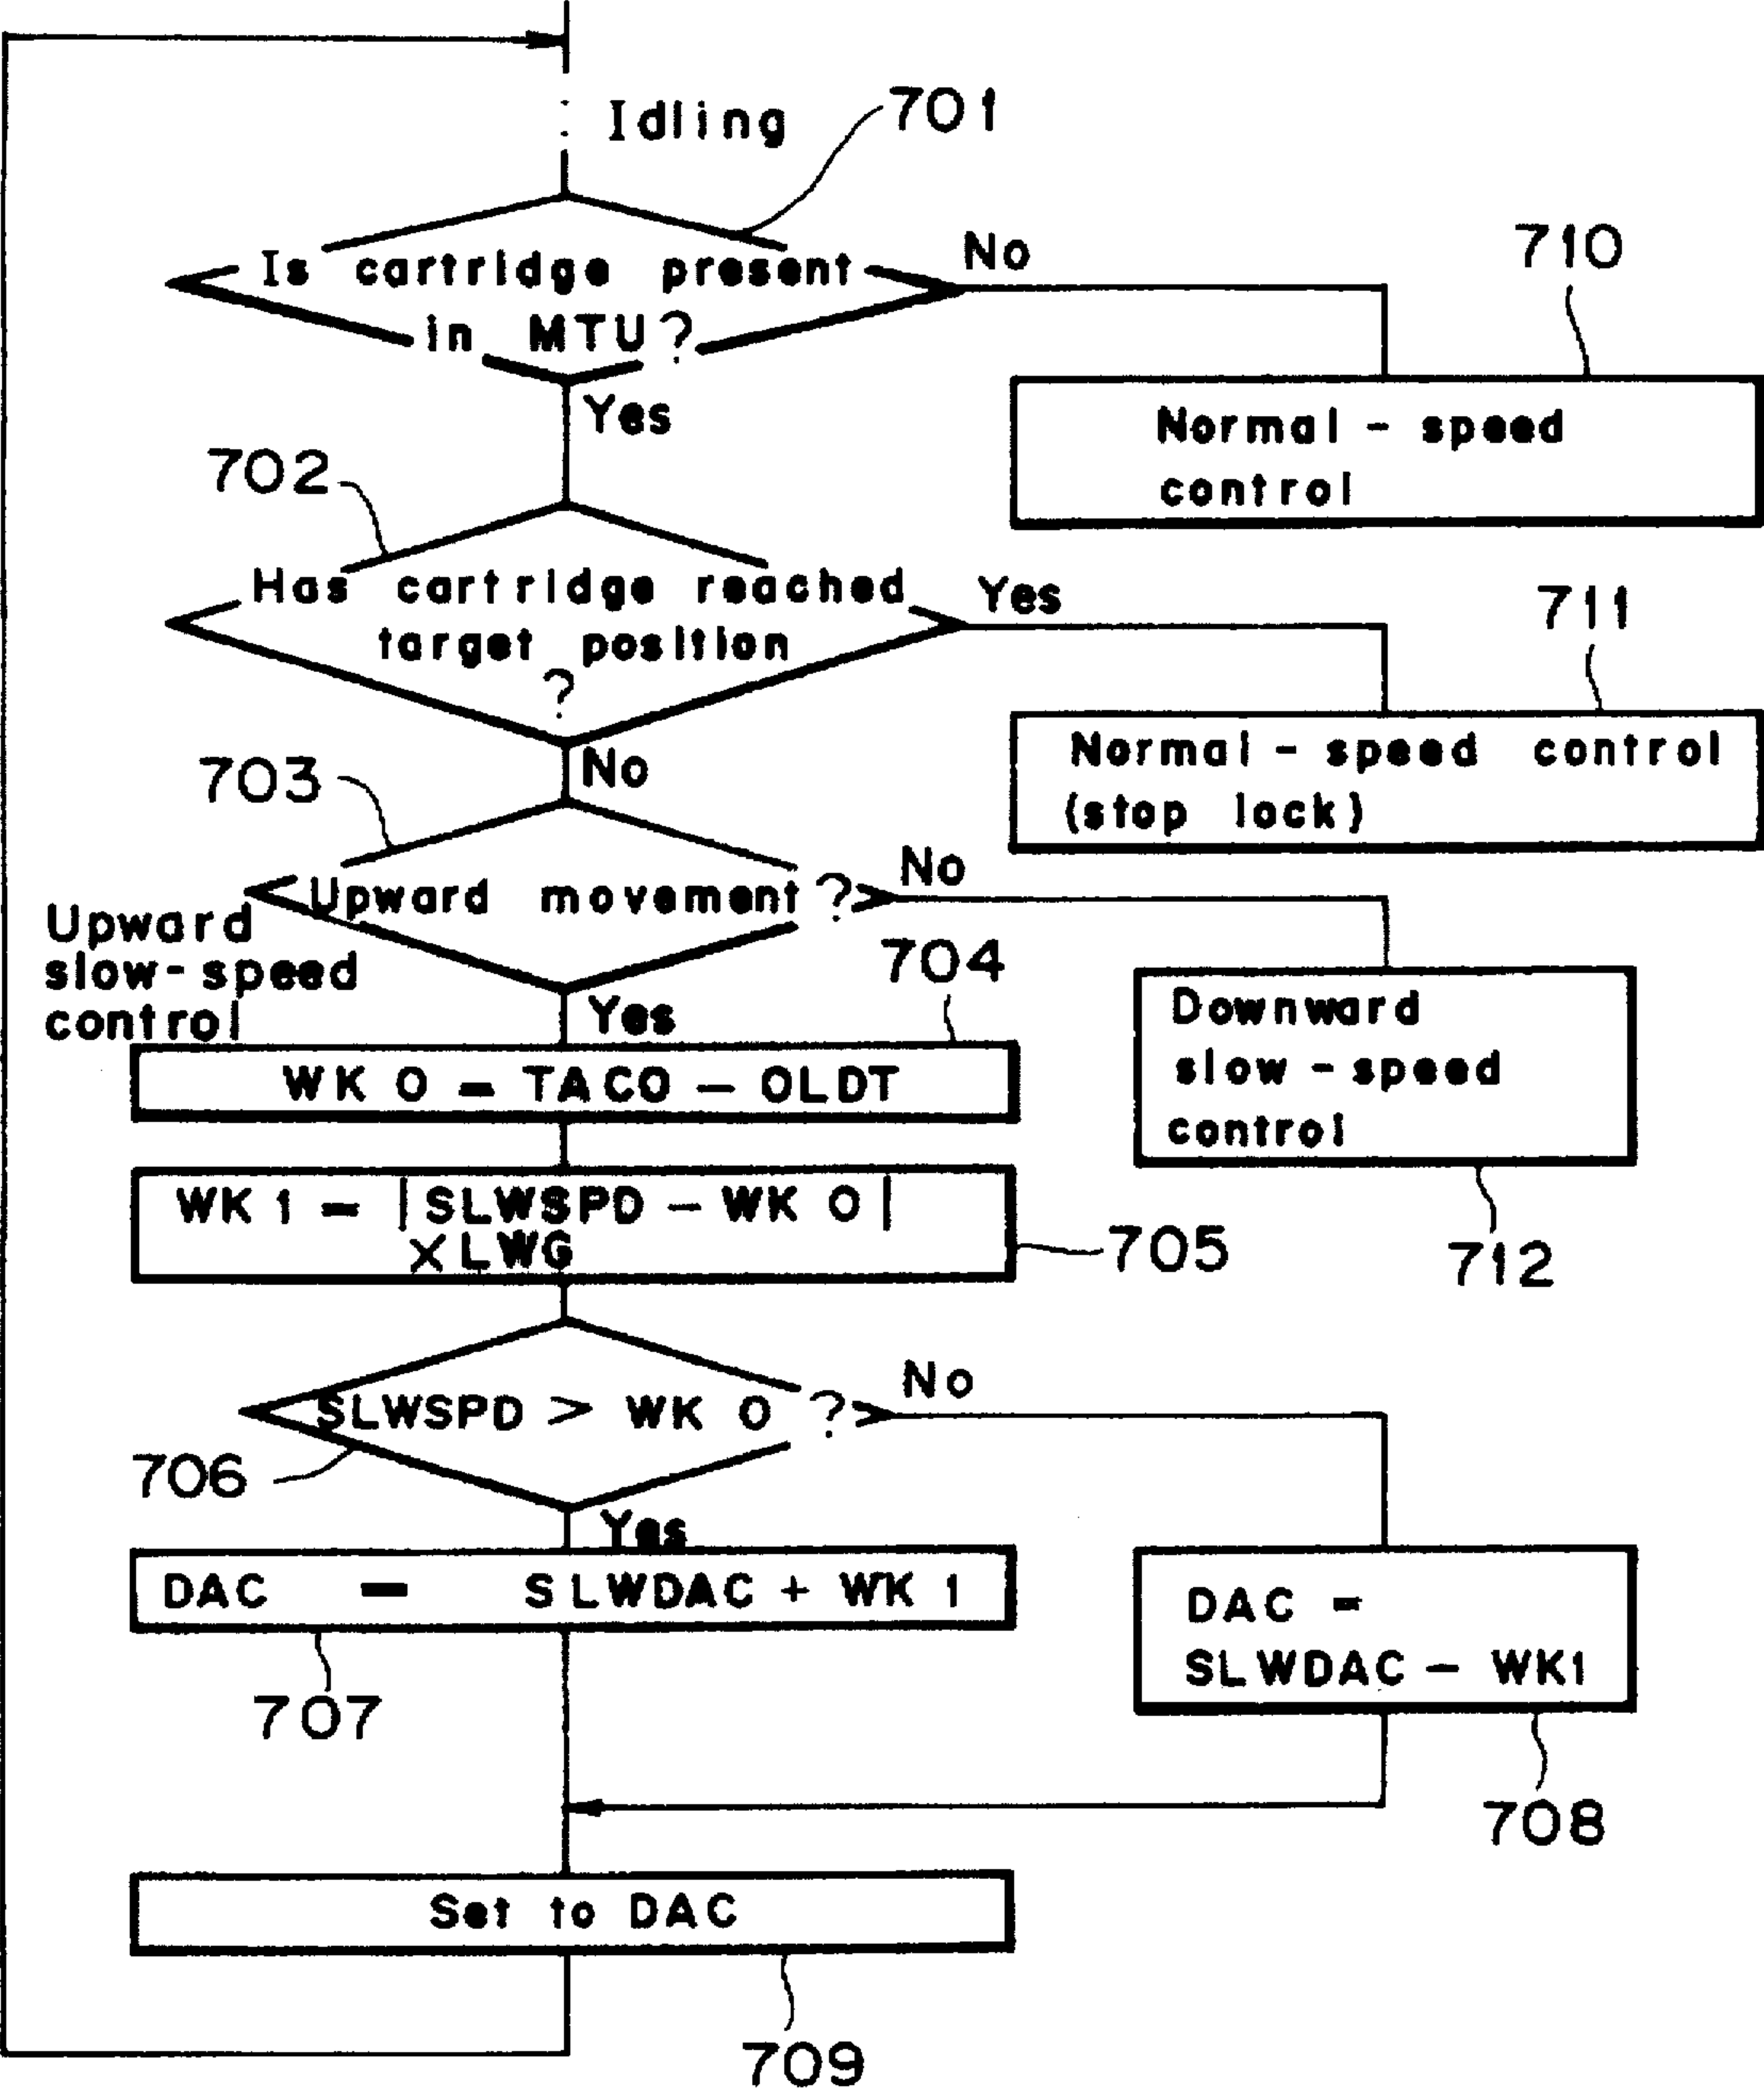 Idling
701
Is cartridge present
in MTU?
No
710
Yes
Normal - speed
control
702
Has cartridge reached
target position
?
Yes
711
No
Normal - speed control
(stop lock)
703
Upward movement ?
No
Upward
slow-speed
control
704
Yes
Downward
slow - speed
control
WK 0 = TACO - OLDT
WK 1 = |SLWSPD - WK 0|
×LWG
705
712
SLWSPD > WK 0 ?
No
706
Yes
DAC = SLWDAC + WK 1
DAC =
SLWDAC - WK1
707
708
Set to DAC
709